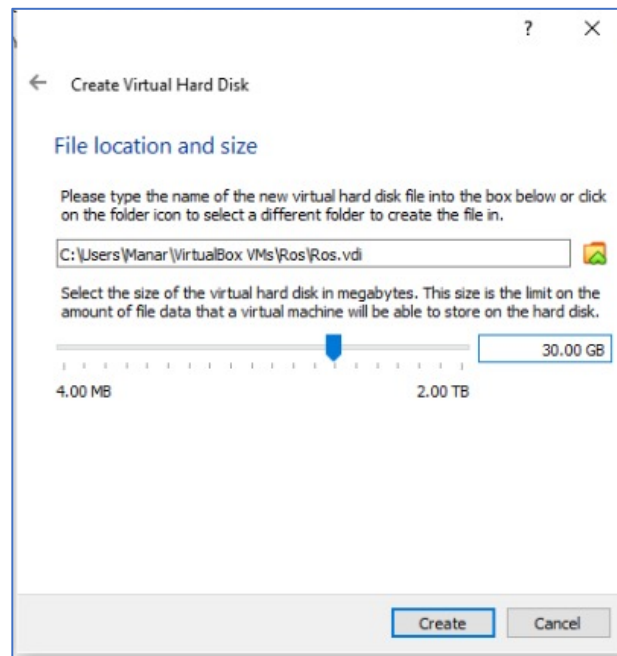 ?
Create Virtual Hard Disk
File location and size
Please type the name of the new virtual hard disk file into the box below or click
on the folder icon to select a different folder to create the file in.
C:\Users\Manar\VirtualBox VMs\Ros\Ros.vdi
Select the size of the virtual hard disk in megabytes. This size is the limit on the
amount of file data that a virtual machine will be able to store on the hard disk.
30.00 GB
4.00 MB 2.00 TB
Create Cancel